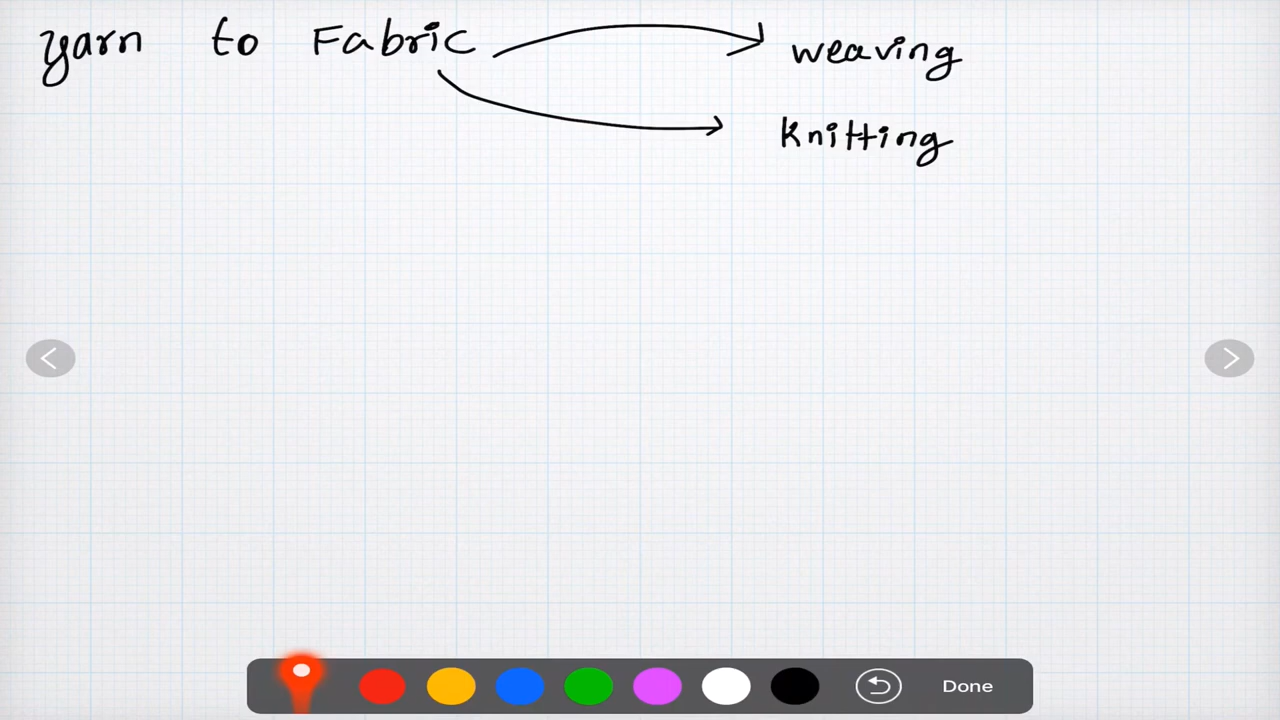 yarn to Fabric → weaving
→ Knitting
Done